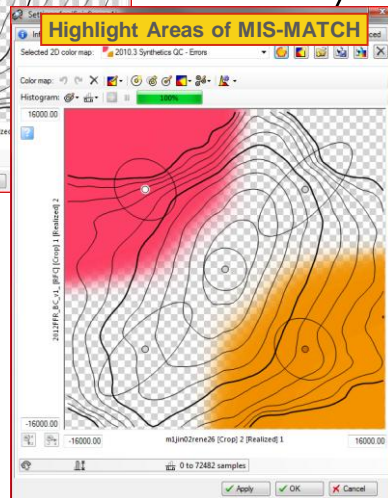 Highlight Areas of MIS-MATCH
Selected 2D color map: 2010.3 Synthetics QC - Errors
Color map:
Histogram: 100%
16000.00
2012FFR_BC_v1_ [RFC] [Crop] 1 [Realized] 2
-16000.00
-16000.00 m1jin02rene26 [Crop] 2 [Realized] 1 16000.00
0 to 72482 samples
Apply OK Cancel